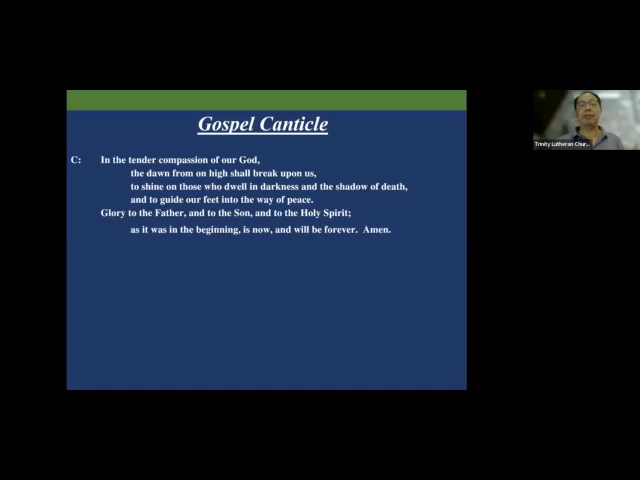 Gospel Canticle
C: In the tender compassion of our God,
the dawn from on high shall break upon us,
to shine on those who dwell in darkness and the shadow of death,
and to guide our feet into the way of peace.
Glory to the Father, and to the Son, and to the Holy Spirit;
as it was in the beginning, is now, and will be forever. Amen.
Trinity Lutheran Chur...